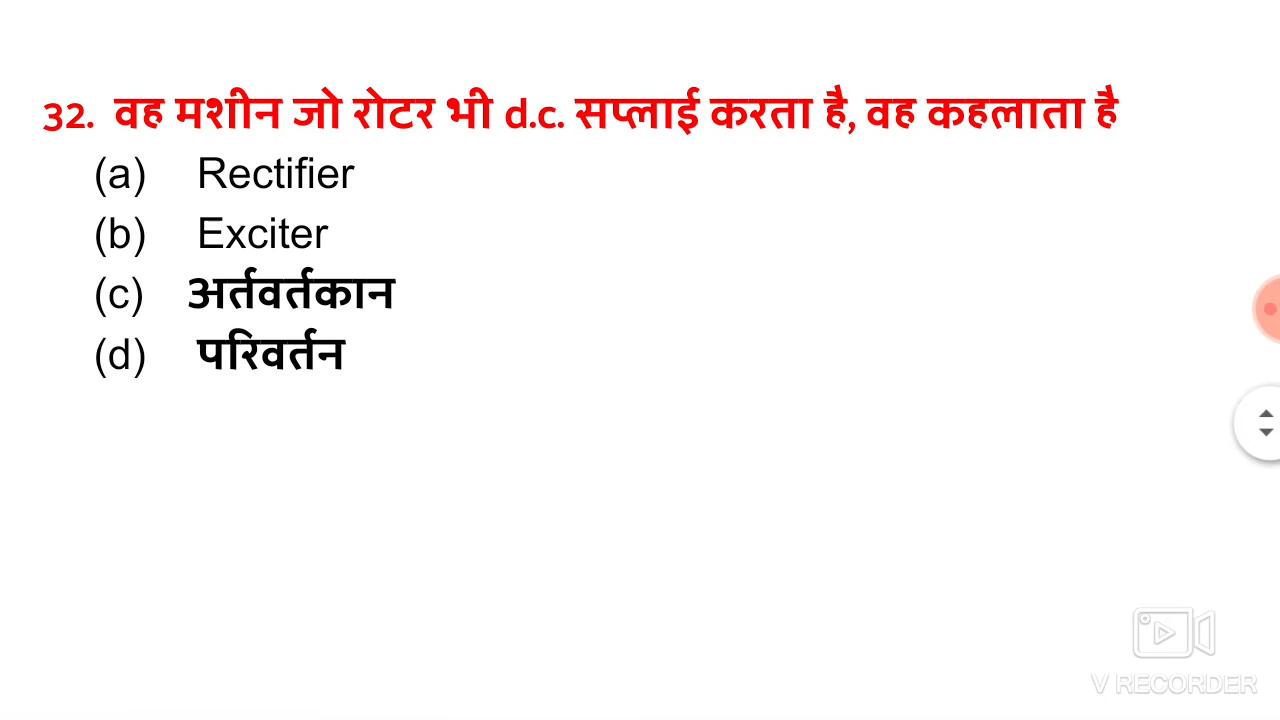 32. वह मशीन जो रोटर भी d.c. सप्लाई करता है, वह कहलाता है
(a) Rectifier
(b) Exciter
(c) अर्तवर्तकान
(d) परिवर्तन
V RECORDER